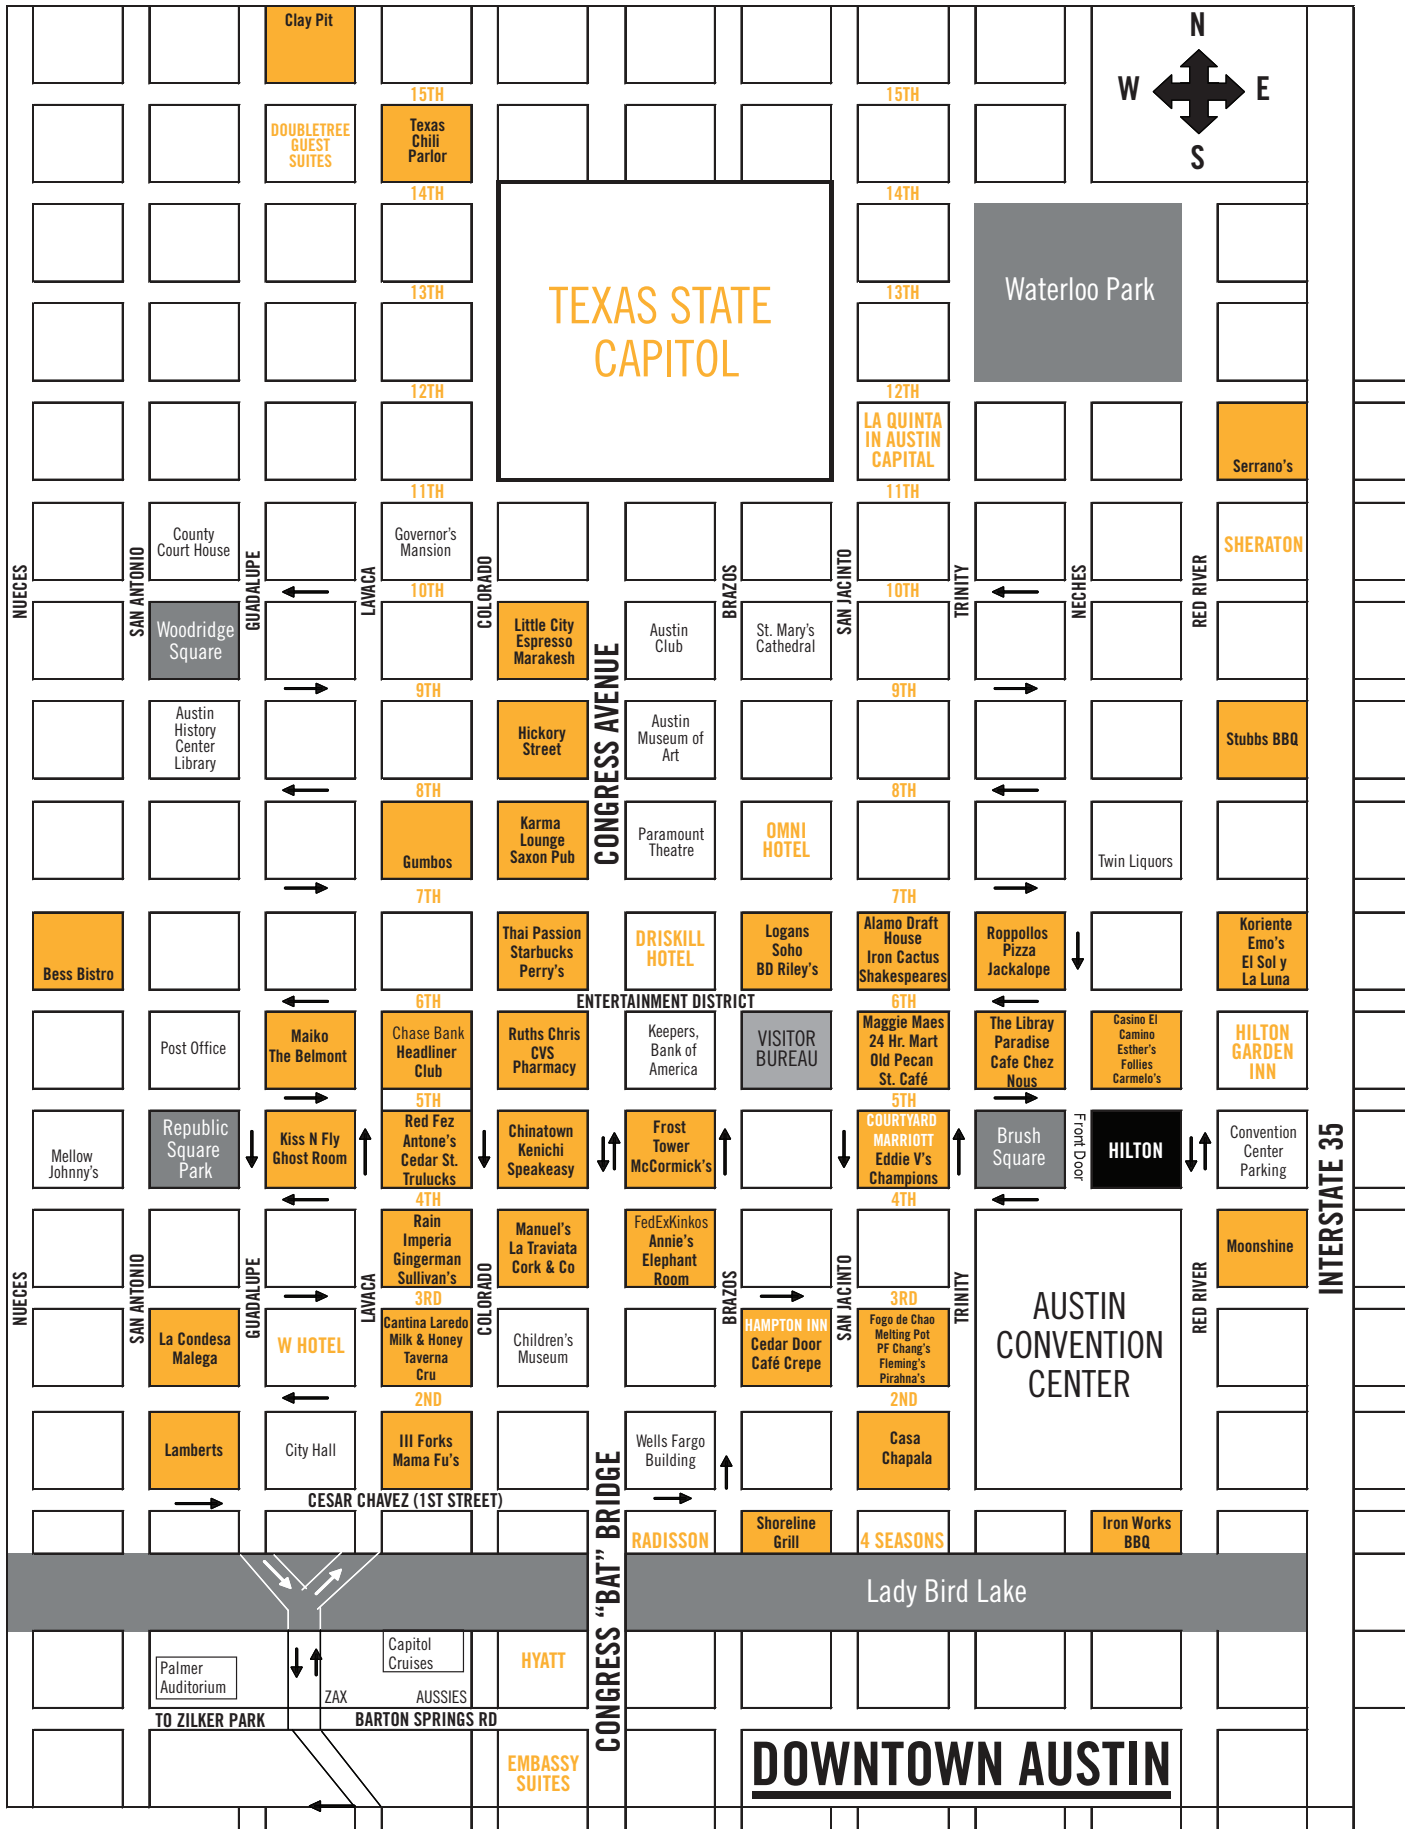 Clay Pit
N
W
E
S
15TH
15TH
DOUBLETREE
GUEST
SUITES
Texas
Chili
Parlor
14TH
14TH
TEXAS STATE
CAPITOL
Waterloo Park
13TH
13TH
12TH
12TH
LA QUINTA
IN AUSTIN
CAPITAL
Serrano's
11TH
11TH
County
Court House
Governor's
Mansion
SHERATON
NUECES
SAN ANTONIO
GUADALUPE
LAVACA
COLORADO
BRAZOS
SAN JACINTO
TRINITY
NECHES
RED RIVER
10TH
10TH
Woodridge
Square
Little City
Espresso
Marakesh
Austin
Club
St. Mary's
Cathedral
CONGRESS AVENUE
9TH
9TH
Austin
History
Center
Library
Hickory
Street
Austin
Museum of
Art
Stubbs BBQ
8TH
8TH
Gumbos
Karma
Lounge
Saxon Pub
Paramount
Theatre
OMNI
HOTEL
Twin Liquors
7TH
7TH
Bess Bistro
Thai Passion
Starbucks
Perry's
DRISKILL
HOTEL
Logans
Soho
BD Riley's
Alamo Draft
House
Iron Cactus
Shakespeares
Roppollos
Pizza
Jackalope
Koriente
Emo's
El Sol y
La Luna
6TH
ENTERTAINMENT DISTRICT
6TH
Post Office
Maiko
The Belmont
Chase Bank
Headliner
Club
Ruths Chris
CVS
Pharmacy
Keepers,
Bank of
America
VISITOR
BUREAU
Maggie Maes
24 Hr. Mart
Old Pecan
St. Café
The Libray
Paradise
Cafe Chez
Nous
Casino El
Camino
Esther's
Follies
Carmelo's
HILTON
GARDEN
INN
5TH
5TH
Mellow
Johnny's
Republic
Square
Park
Kiss N Fly
Ghost Room
Red Fez
Antone's
Cedar St.
Trulucks
Chinatown
Kenichi
Speakeasy
Frost
Tower
McCormick's
COURTYARD
MARRIOTT
Eddie V's
Champions
Brush
Square
Front Door
HILTON
Convention
Center
Parking
INTERSTATE 35
4TH
4TH
Rain
Imperia
Gingerman
Sullivan's
Manuel's
La Traviata
Cork & Co
FedExKinkos
Annie's
Elephant
Room
Moonshine
NUECES
SAN ANTONIO
GUADALUPE
LAVACA
COLORADO
BRAZOS
SAN JACINTO
TRINITY
RED RIVER
3RD
3RD
La Condesa
Malega
W HOTEL
Cantina Laredo
Milk & Honey
Taverna
Cru
Children's
Museum
HAMPTON INN
Cedar Door
Café Crepe
Fogo de Chao
Melting Pot
PF Chang's
Fleming's
Pirahna's
AUSTIN
CONVENTION
CENTER
2ND
2ND
Lamberts
City Hall
III Forks
Mama Fu's
Wells Fargo
Building
Casa
Chapala
CESAR CHAVEZ (1ST STREET)
CONGRESS "BAT" BRIDGE
RADISSON
Shoreline
Grill
4 SEASONS
Iron Works
BBQ
Lady Bird Lake
Palmer
Auditorium
Capitol
Cruises
HYATT
ZAX
AUSSIES
TO ZILKER PARK
BARTON SPRINGS RD
EMBASSY
SUITES
DOWNTOWN AUSTIN